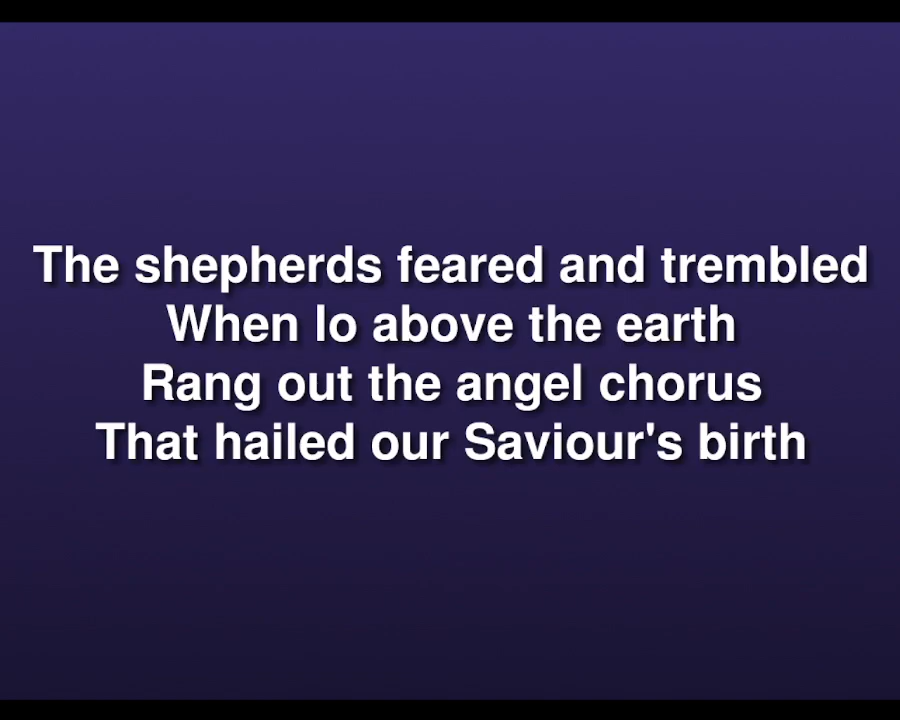 The shepherds feared and trembled
When lo above the earth
Rang out the angel chorus
That hailed our Saviour's birth